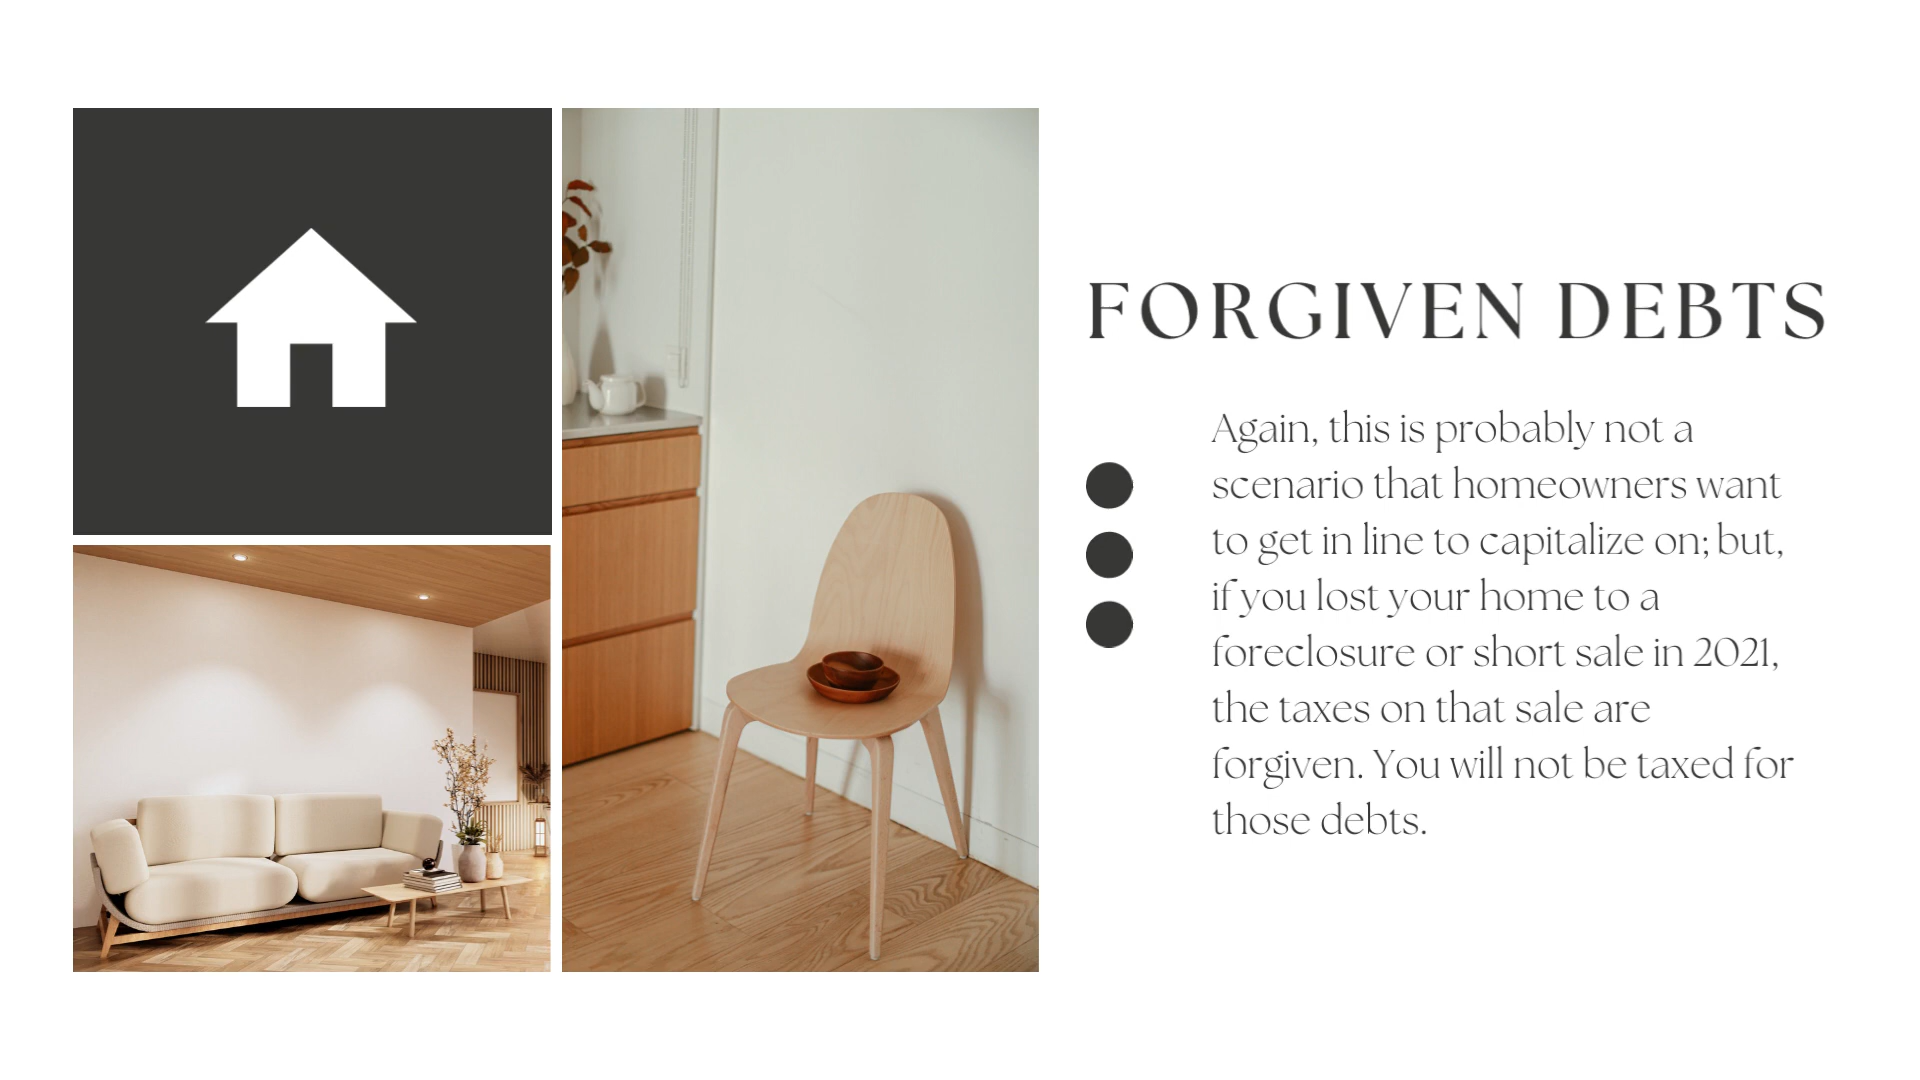 FORGIVEN DEBTS
Again, this is probably not a
scenario that homeowners want
to get in line to capitalize on; but,
if you lost your home to a
foreclosure or short sale in 2021,
the taxes on that sale are
forgiven. You will not be taxed for
those debts.